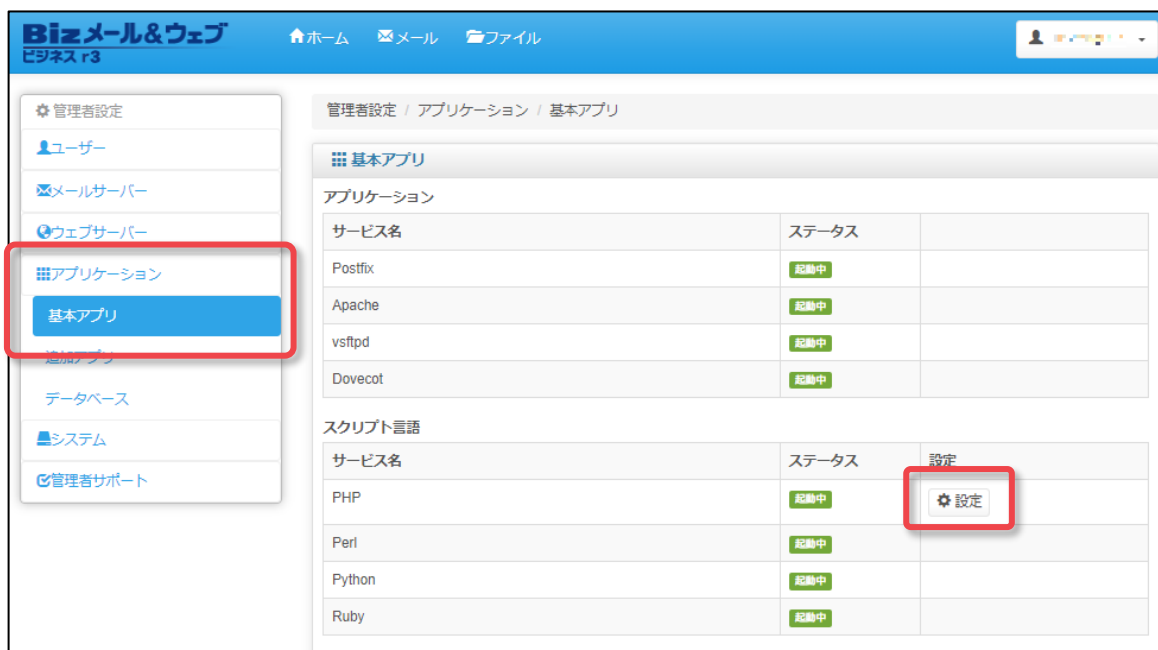 Bizメール&ウェブ
ビジネス r3
ホーム メール ファイル
管理者設定
ユーザー
メールサーバー
ウェブサーバー
アプリケーション
基本アプリ
追加アプリ
データベース
システム
管理者サポート
管理者設定 / アプリケーション / 基本アプリ
基本アプリ
アプリケーション
サービス名 ステータス
Postfix 起動中
Apache 起動中
vsftpd 起動中
Dovecot 起動中
スクリプト言語
サービス名 ステータス 設定
PHP 起動中 設定
Perl 起動中
Python 起動中
Ruby 起動中